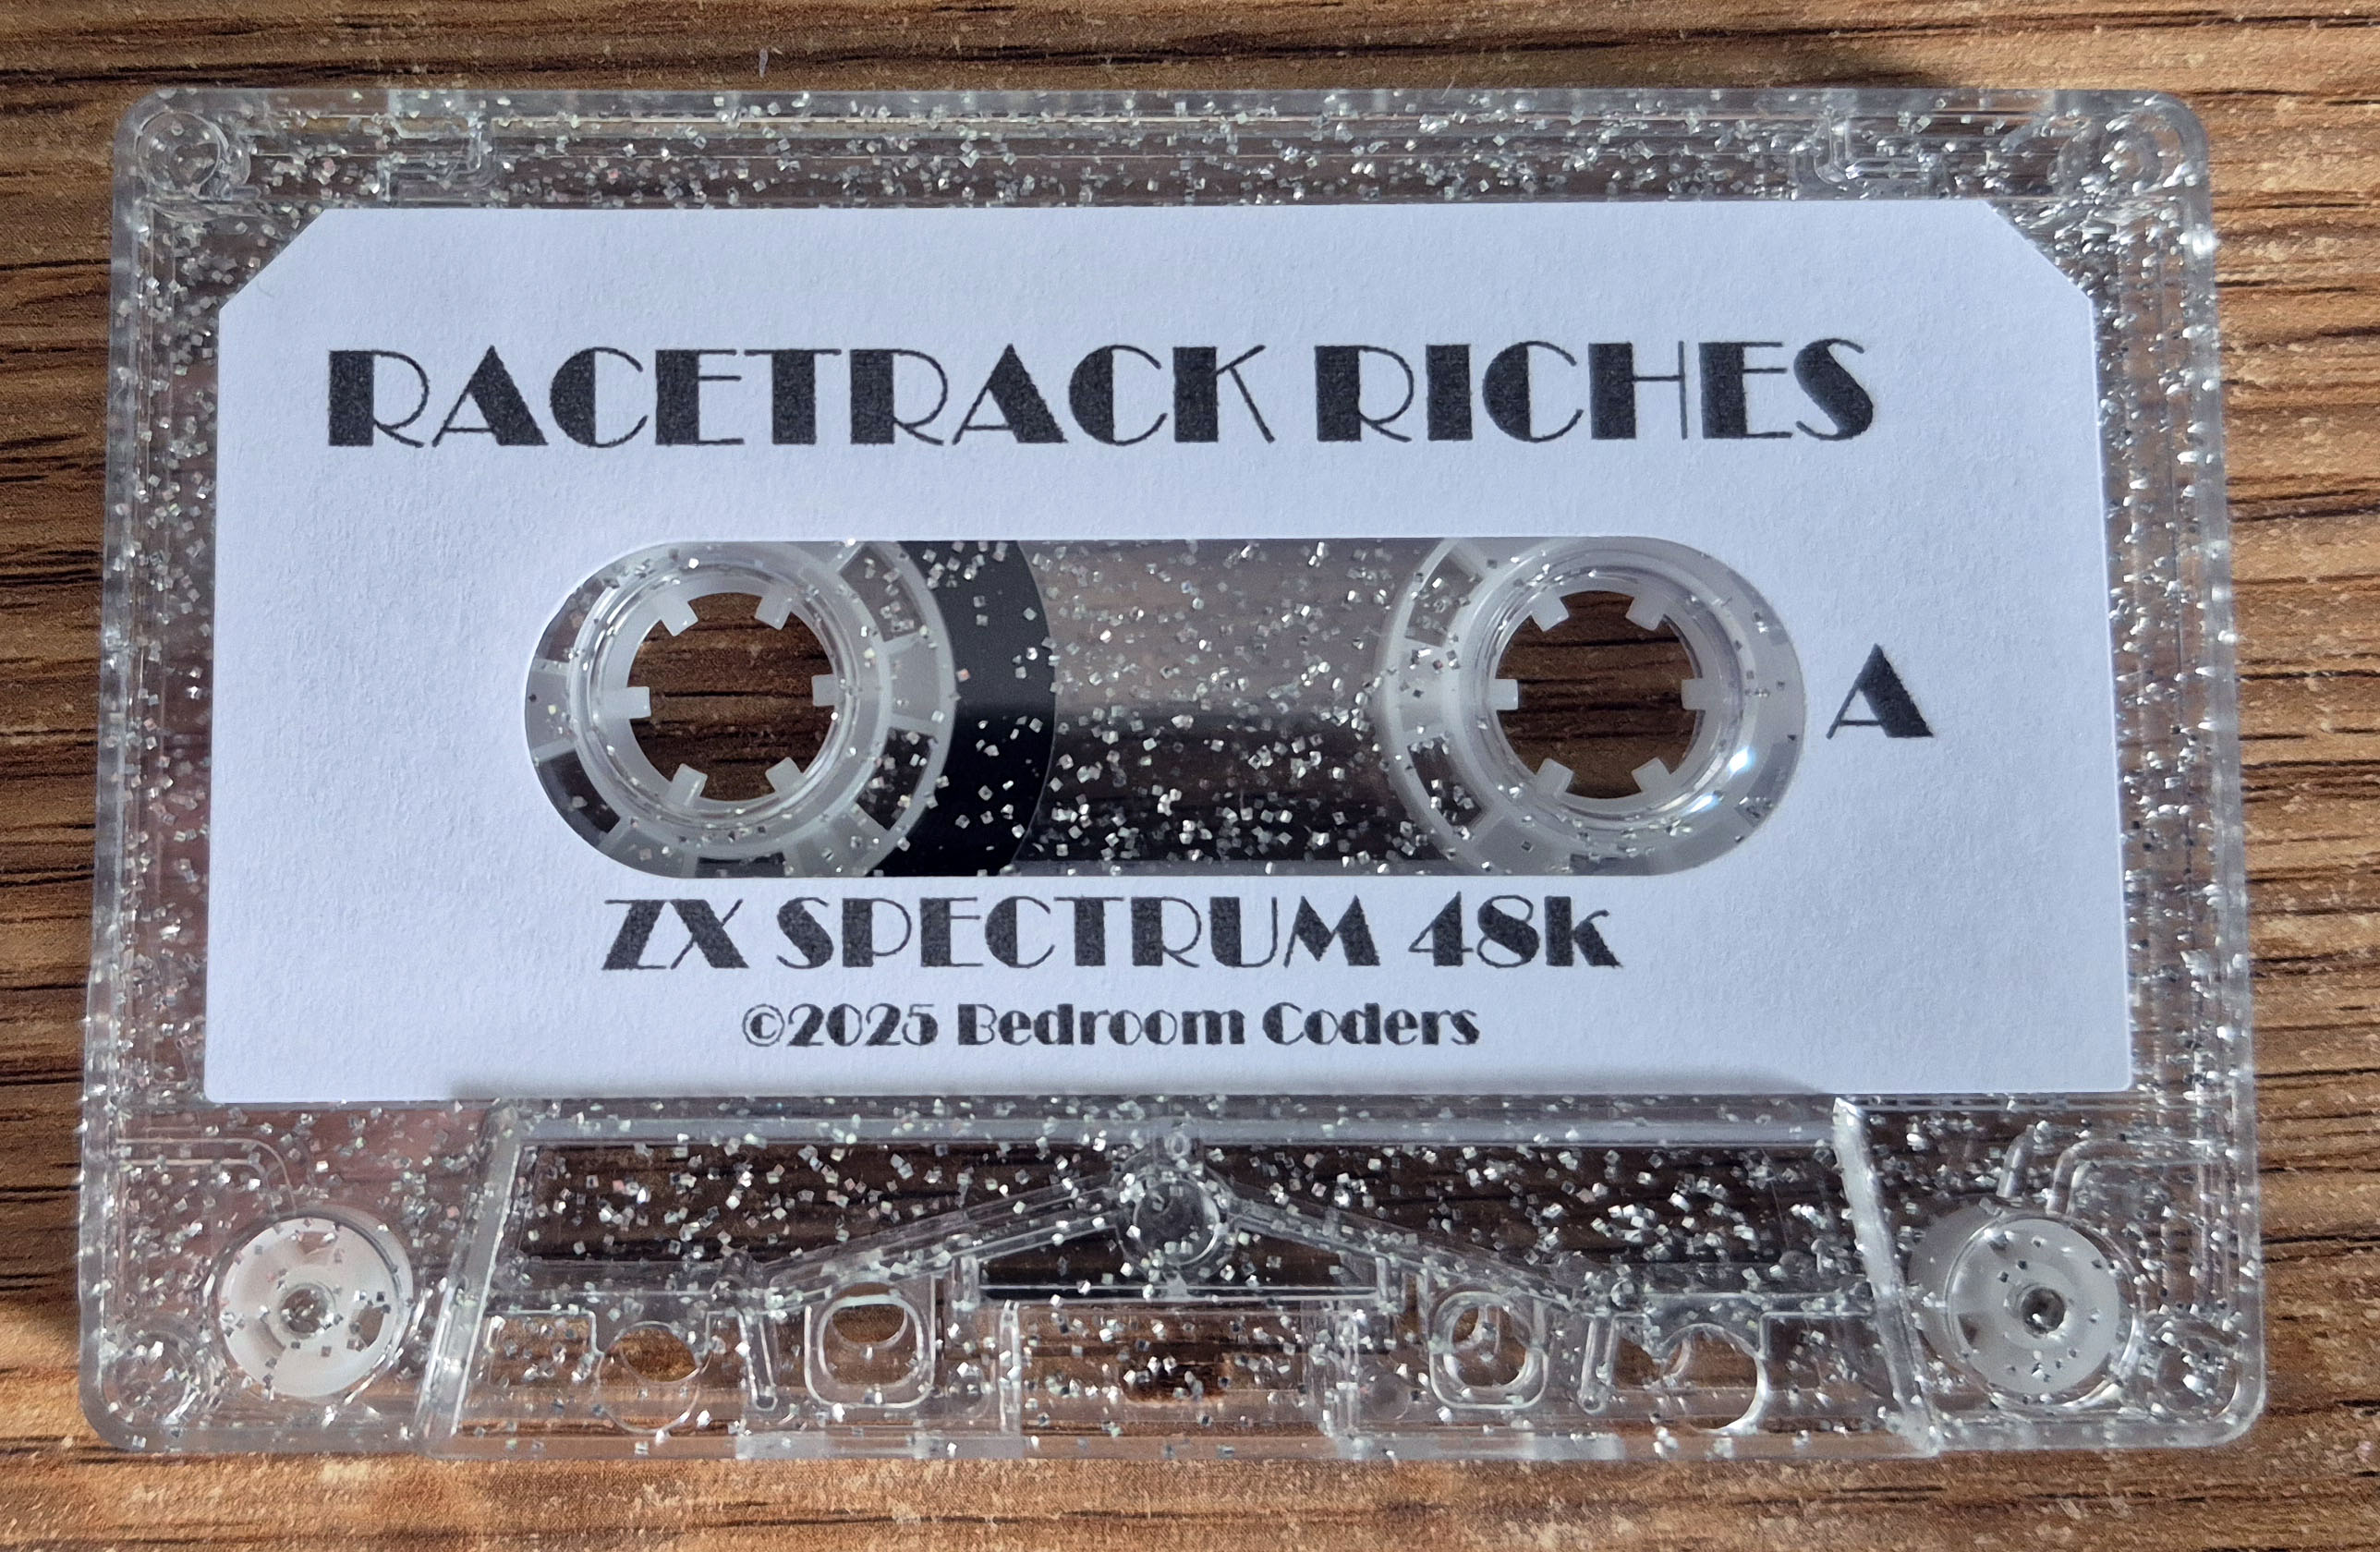 RACETRACK RICHES
A
ZX SPECTRUM 48k
©2025 Bedroom Coders